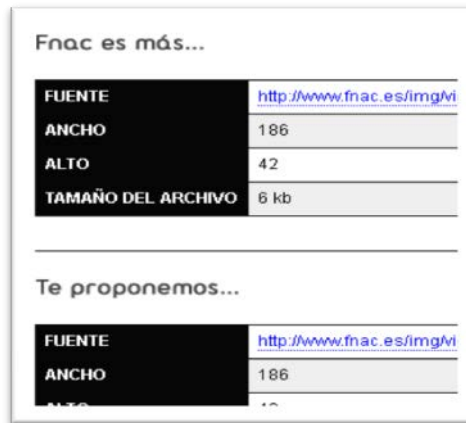 Fnac es más...
FUENTE http://www.fnac.es/img/vi
ANCHO 186
ALTO 42
TAMAÑO DEL ARCHIVO 6 kb
Te proponemos...
FUENTE http://www.fnac.es/img/vi
ANCHO 186